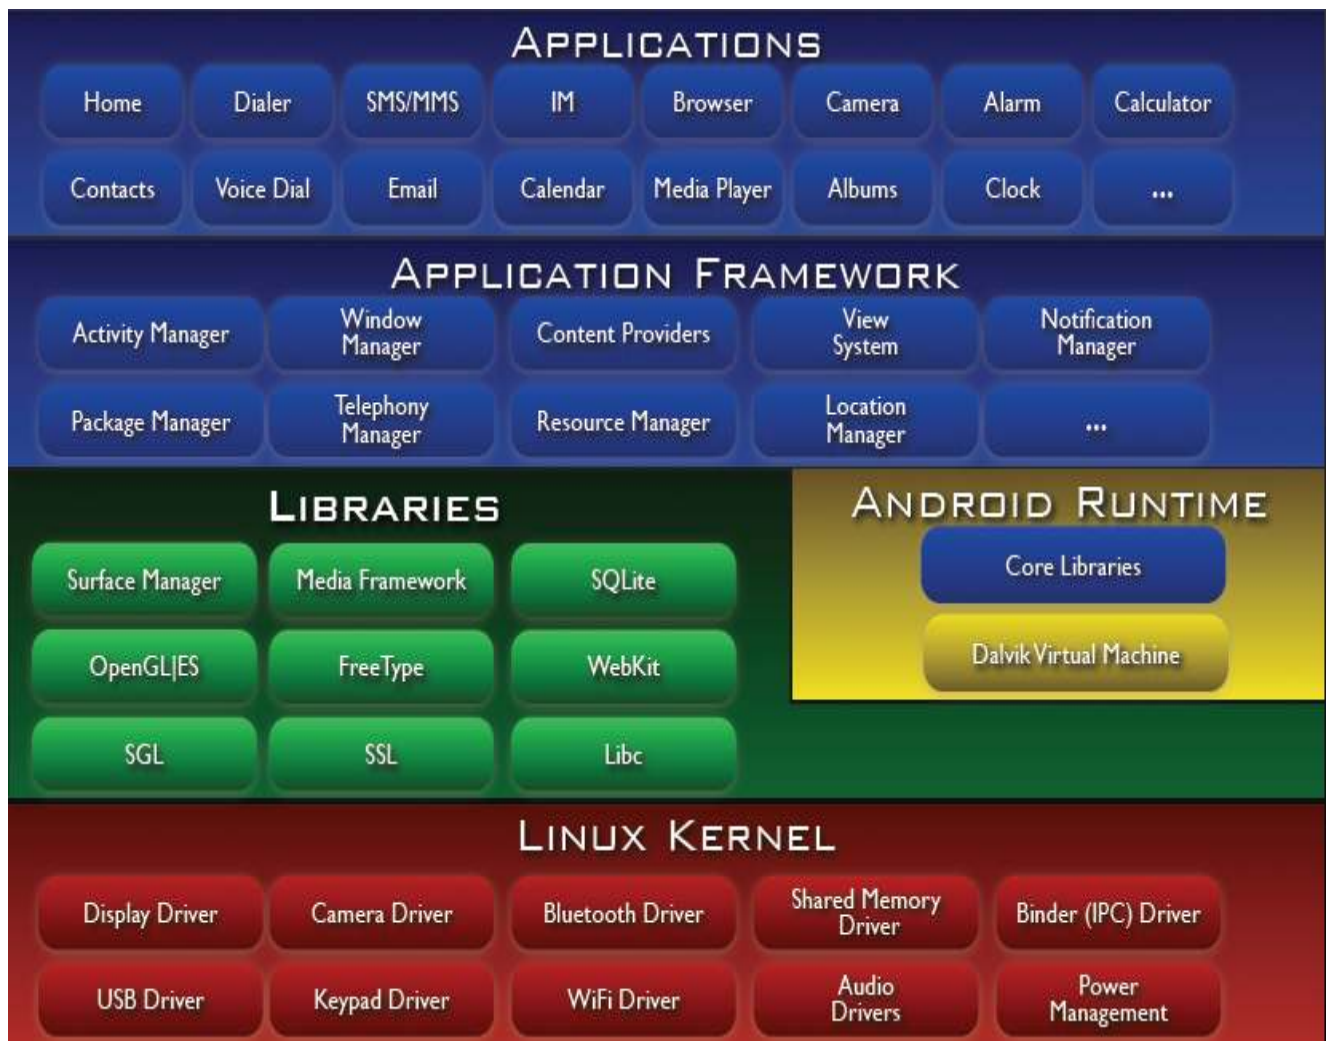 APPLICATIONS
Home Dialer SMS/MMS IM Browser Camera Alarm Calculator
Contacts Voice Dial Email Calendar Media Player Albums Clock ...
APPLICATION FRAMEWORK
Activity Manager
Window
Manager
Content Providers
View
System
Notification
Manager
Package Manager
Telephony
Manager
Resource Manager
Location
Manager
...
LIBRARIES
Surface Manager Media Framework SQLite
OpenGL|ES FreeType WebKit
SGL SSL Libc
ANDROID RUNTIME
Core Libraries
Dalvik Virtual Machine
LINUX KERNEL
Display Driver
Camera Driver
Bluetooth Driver
Shared Memory
Driver
Binder (IPC) Driver
USB Driver
Keypad Driver
WiFi Driver
Audio
Drivers
Power
Management